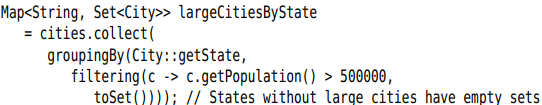 Map<String, Set<City>> largeCitiesByState
= cities.collect(
groupingBy(City::getState,
filtering(c -> c.getPopulation() > 500000,
toSet()))); // States without large cities have empty sets